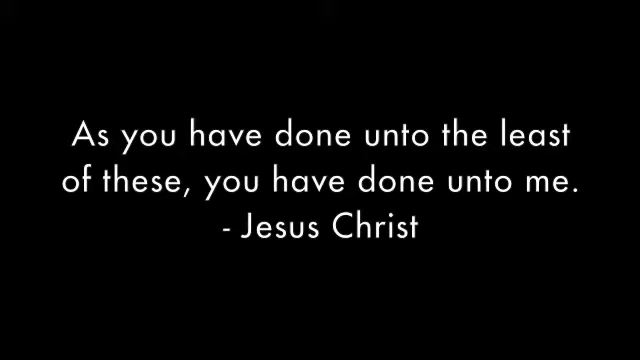 As you have done unto the least
of these, you have done unto me.
- Jesus Christ